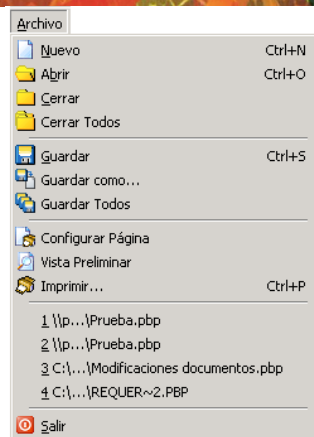 Archivo
Nuevo Ctrl+N
Abrir Ctrl+O
Cerrar
Cerrar Todos
Guardar Ctrl+S
Guardar como...
Guardar Todos
Configurar Página
Vista Preliminar
Imprimir... Ctrl+P
1 \\p...\Prueba.pbp
2 \\p...\Prueba.pbp
3 C:\...\Modificaciones documentos.pbp
4 C:\...\REQUER~2.PBP
Salir